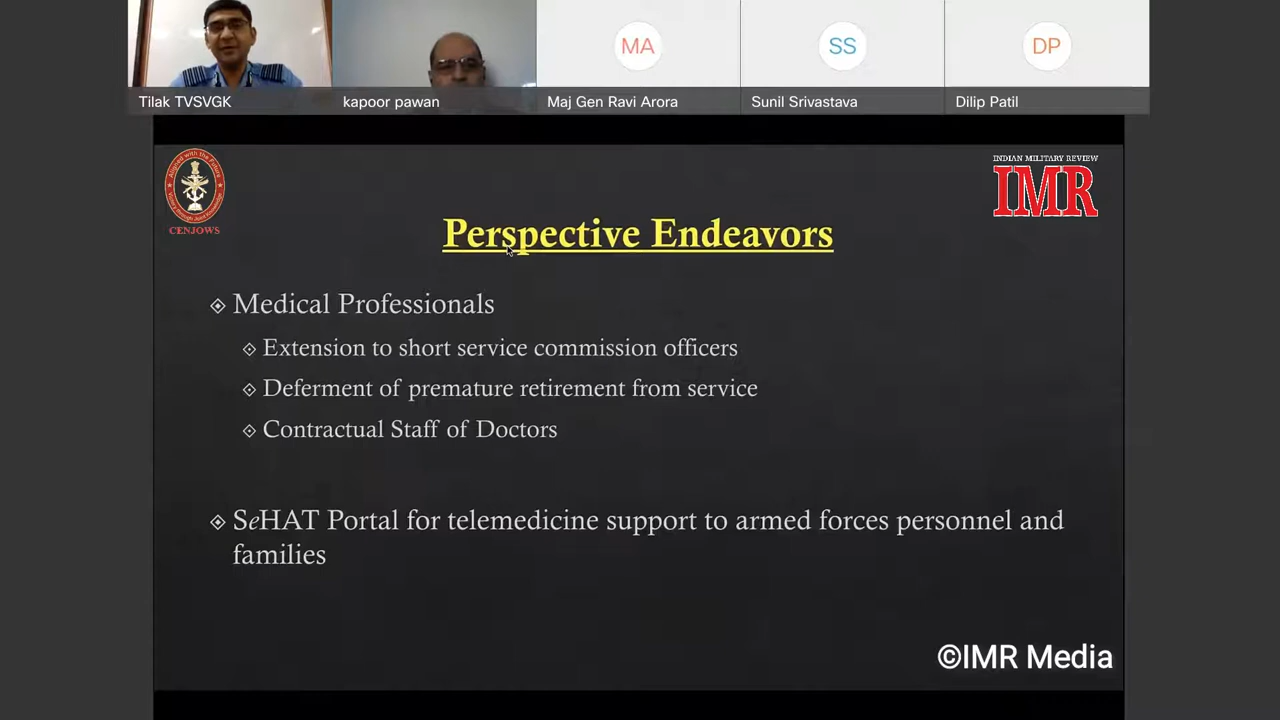 Tilak TVSVGK
kapoor pawan
MA
Maj Gen Ravi Arora
SS
Sunil Srivastava
DP
Dilip Patil
CENJOWS
INDIAN MILITARY REVIEW
IMR
Perspective Endeavors
Medical Professionals
Extension to short service commission officers
Deferment of premature retirement from service
Contractual Staff of Doctors
SeHAT Portal for telemedicine support to armed forces personnel and
families
©IMR Media